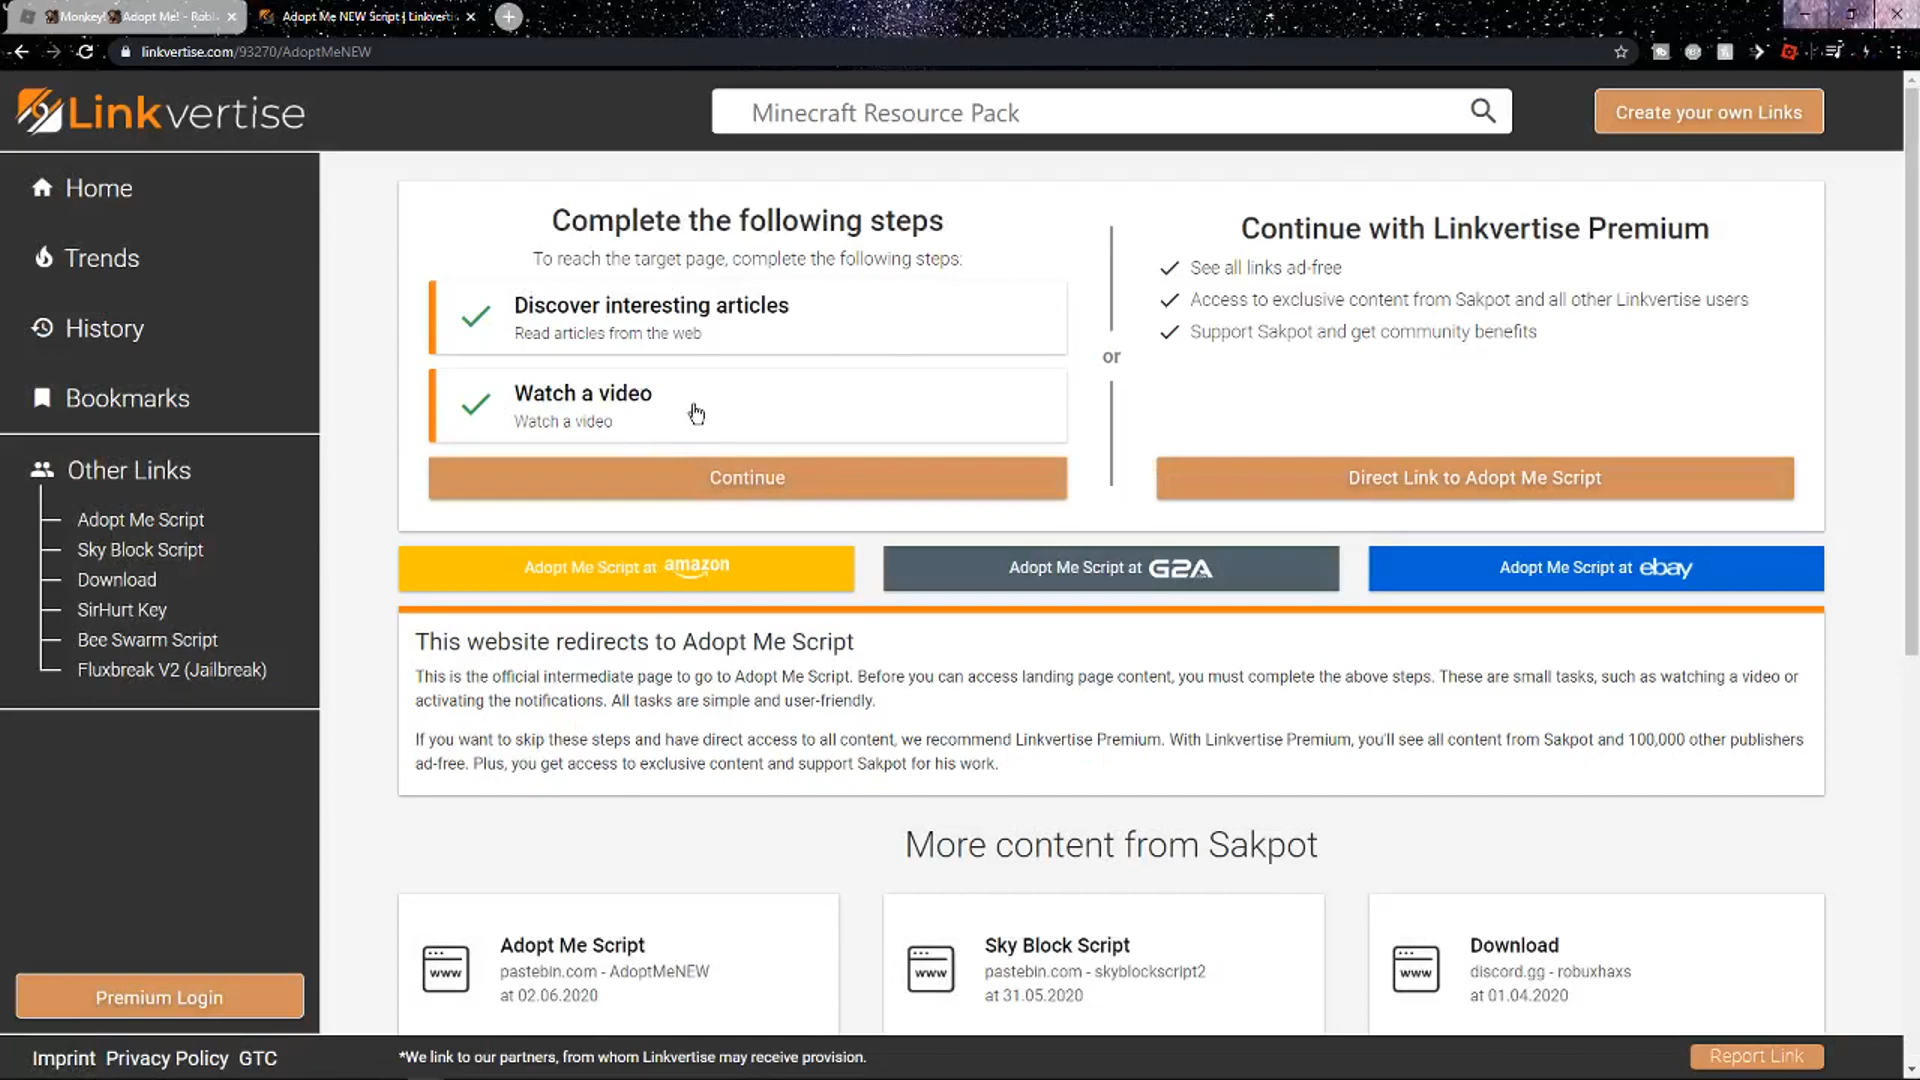 Monkey! Adopt Me! - Robl
Adopt Me NEW Script | Linkverti
linkvertise.com/93270/AdoptMeNEW
Linkvertise
Minecraft Resource Pack
Create your own Links
Home
Trends
History
Bookmarks
Other Links
Adopt Me Script
Sky Block Script
Download
SirHurt Key
Bee Swarm Script
Fluxbreak V2 (Jailbreak)
Premium Login
Complete the following steps
To reach the target page, complete the following steps:
Discover interesting articles
Read articles from the web
Watch a video
Watch a video
Continue
or
Continue with Linkvertise Premium
See all links ad-free
Access to exclusive content from Sakpot and all other Linkvertise users
Support Sakpot and get community benefits
Direct Link to Adopt Me Script
Adopt Me Script at amazon
Adopt Me Script at G2A
Adopt Me Script at ebay
This website redirects to Adopt Me Script
This is the official intermediate page to go to Adopt Me Script. Before you can access landing page content, you must complete the above steps. These are small tasks, such as watching a video or
activating the notifications. All tasks are simple and user-friendly.
If you want to skip these steps and have direct access to all content, we recommend Linkvertise Premium. With Linkvertise Premium, you'll see all content from Sakpot and 100,000 other publishers
ad-free. Plus, you get access to exclusive content and support Sakpot for his work.
More content from Sakpot
www
Adopt Me Script
pastebin.com - AdoptMeNEW
at 02.06.2020
www
Sky Block Script
pastebin.com - skyblockscript2
at 31.05.2020
www
Download
discord.gg - robuxhaxs
at 01.04.2020
Imprint Privacy Policy GTC
*We link to our partners, from whom Linkvertise may receive provision.
Report Link